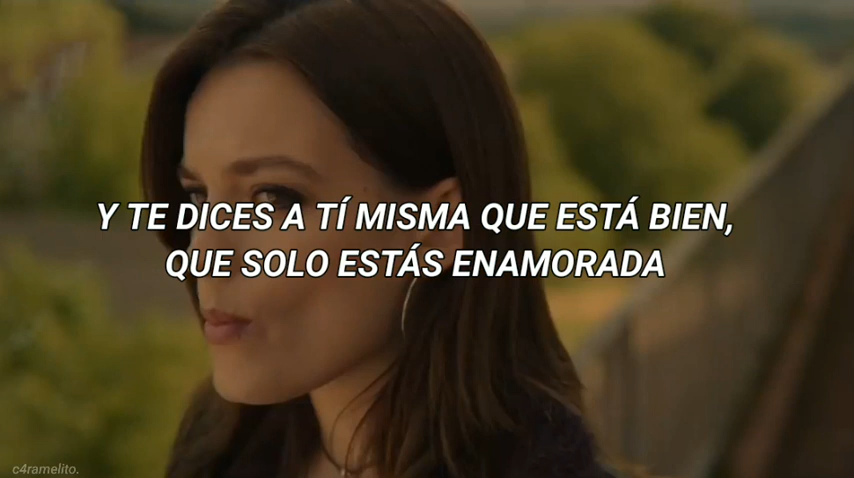 Y TE DICES A TÍ MISMA QUE ESTÁ BIEN,
QUE SOLO ESTÁS ENAMORADA
c4ramelito.